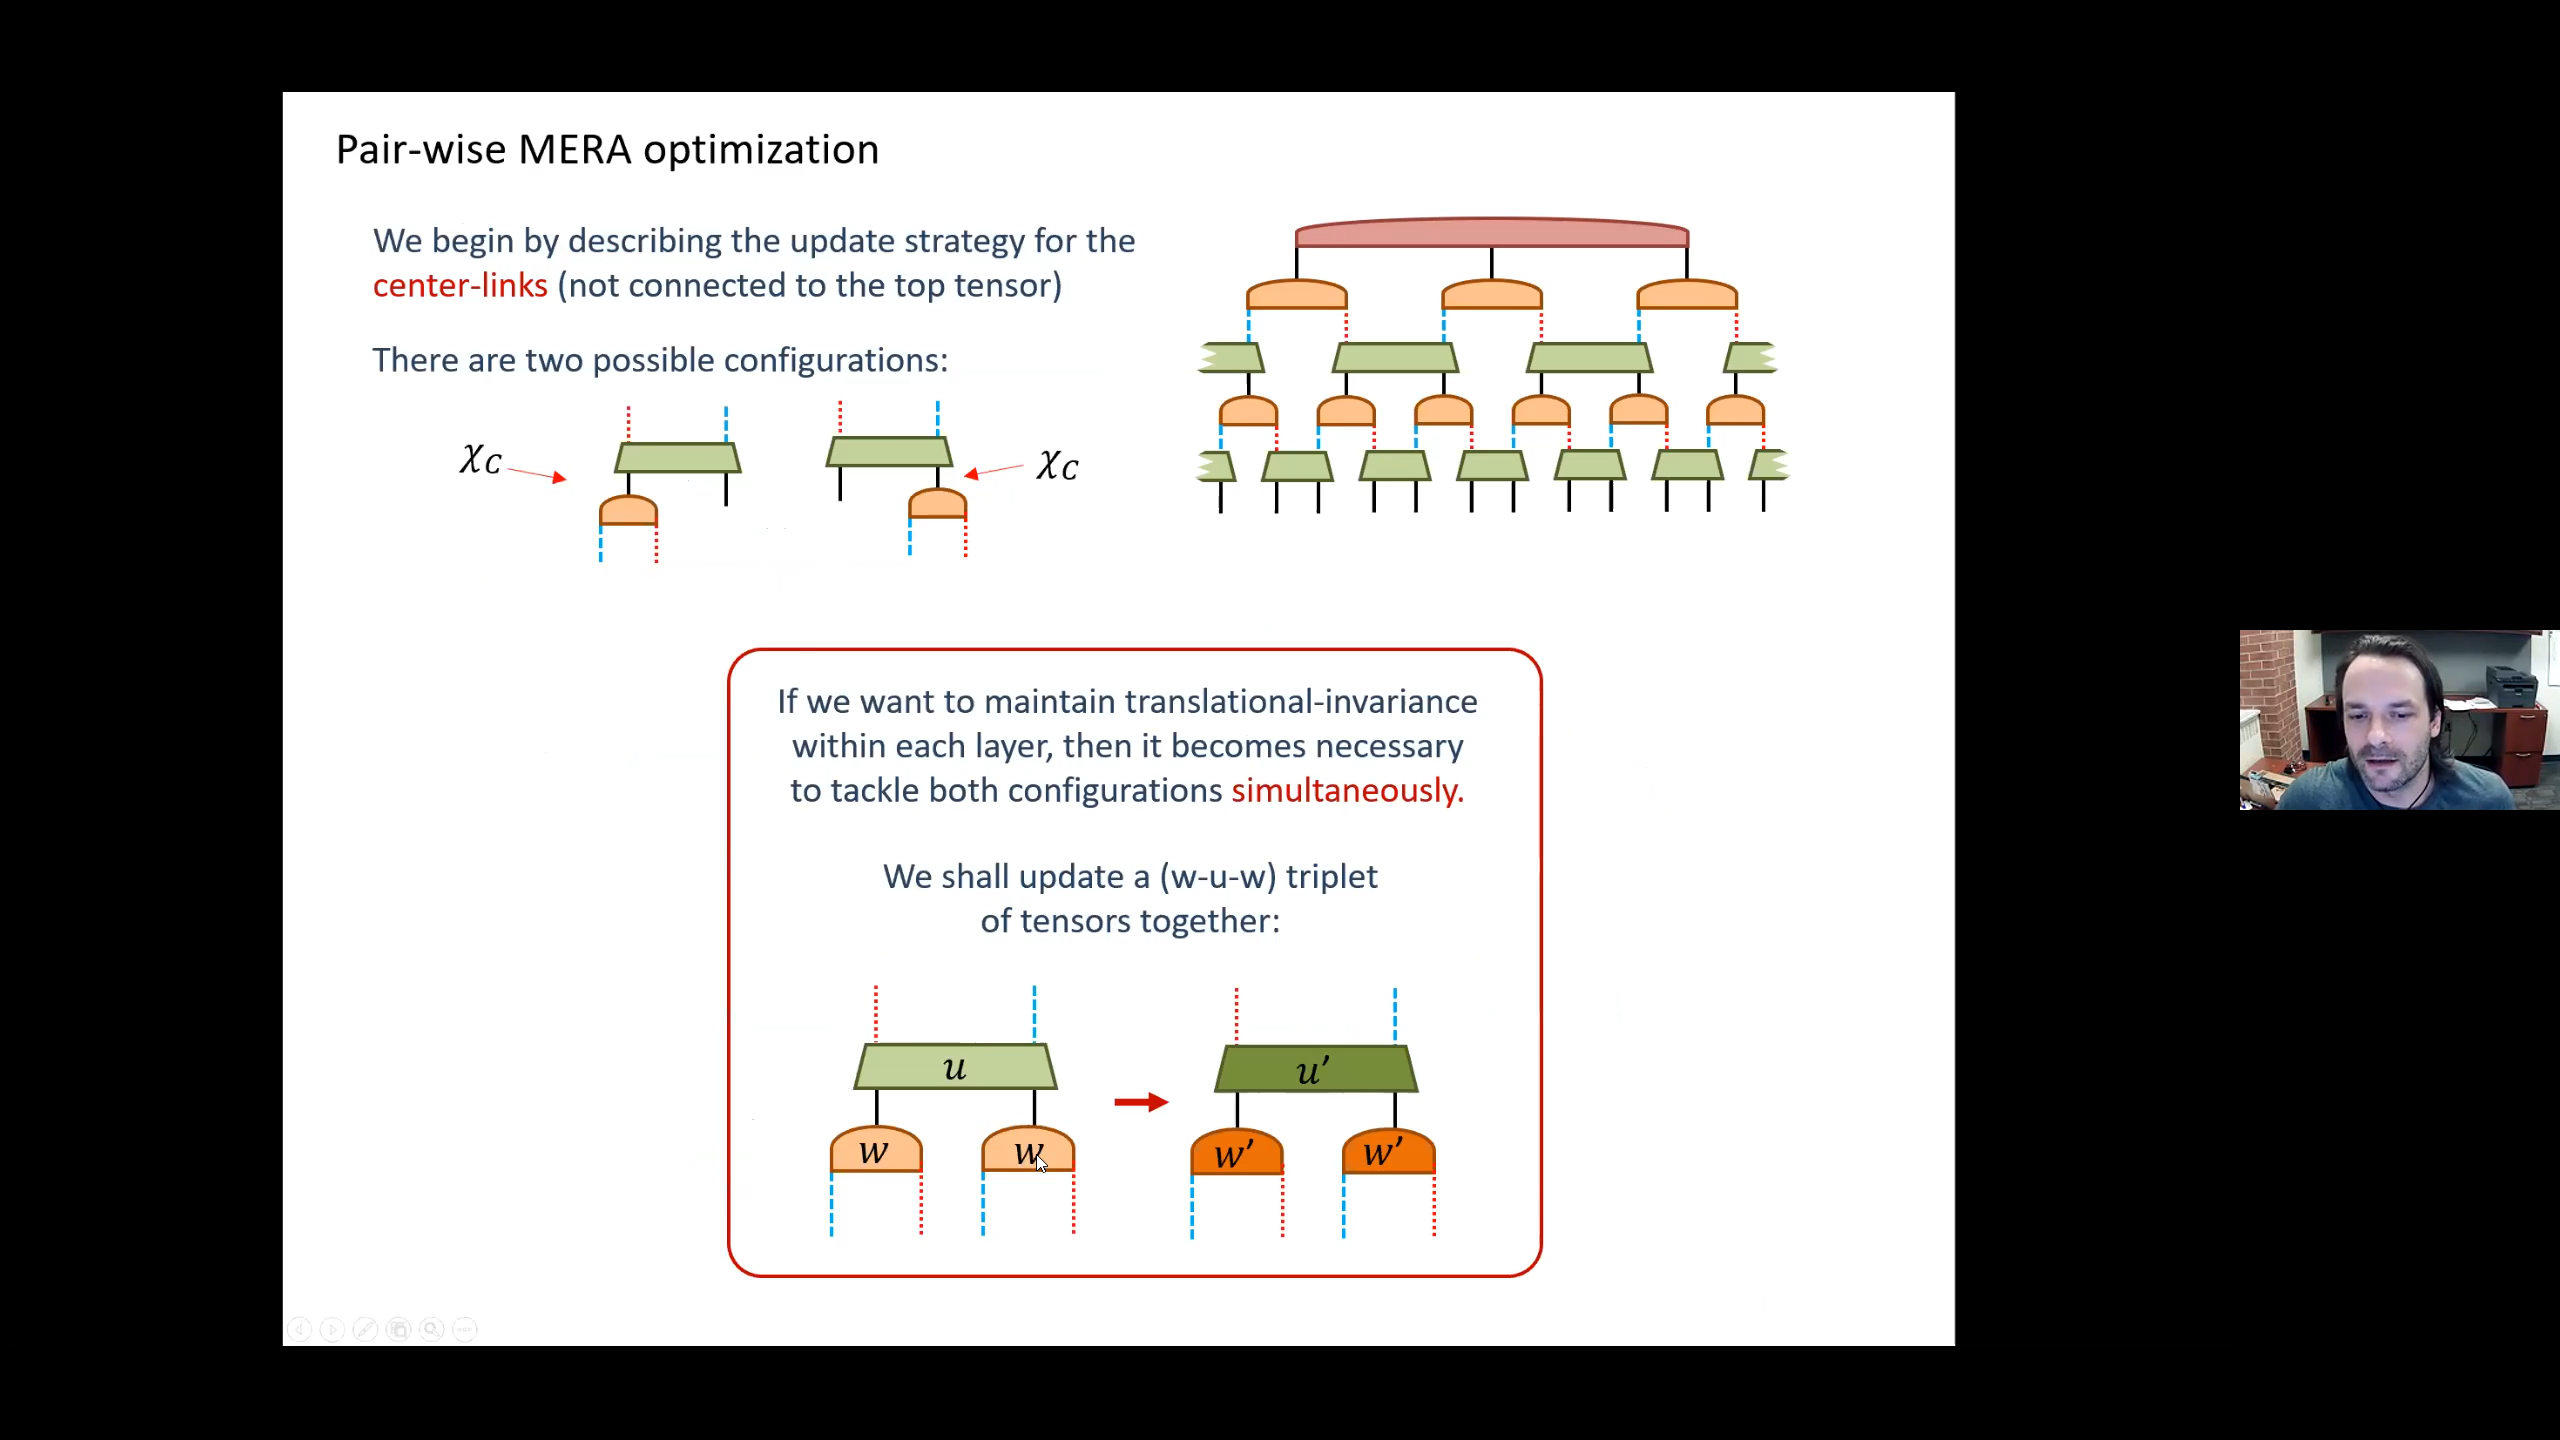 Pair-wise MERA optimization
We begin by describing the update strategy for the
center-links (not connected to the top tensor)
There are two possible configurations:
χC
χC
If we want to maintain translational-invariance
within each layer, then it becomes necessary
to tackle both configurations simultaneously.
We shall update a (w-u-w) triplet
of tensors together:
u
u′
w
w
w′
w′